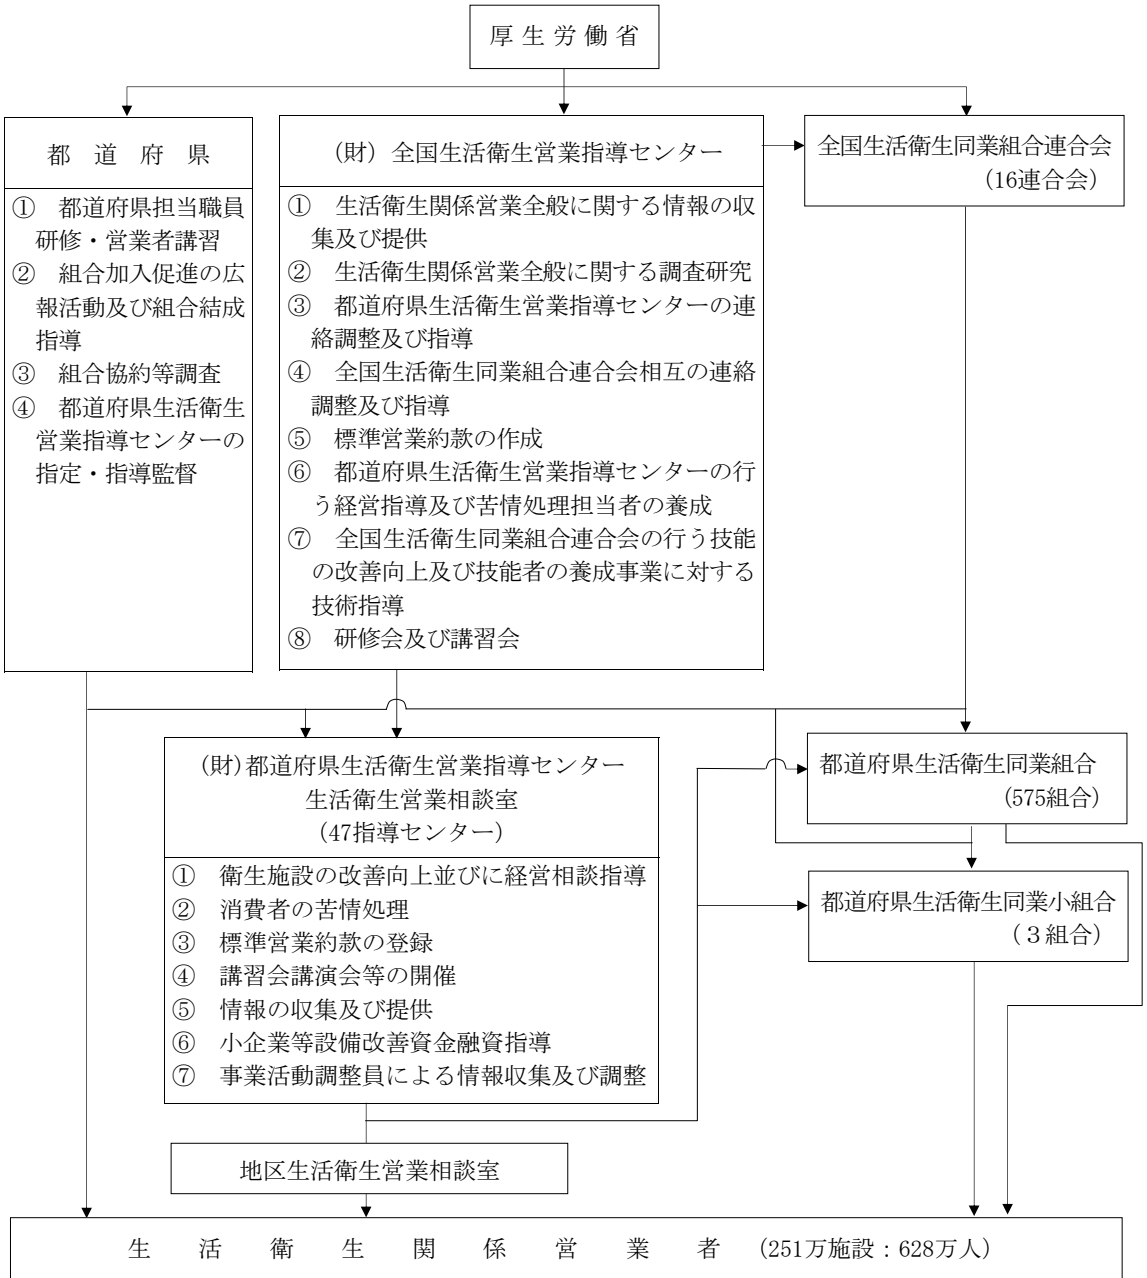 厚生労働省
都道府県
① 都道府県担当職員
研修・営業者講習
② 組合加入促進の広
報活動及び組合結成
指導
③ 組合協約等調査
④ 都道府県生活衛生
営業指導センターの
指定・指導監督
(財) 全国生活衛生営業指導センター
① 生活衛生関係営業全般に関する情報の収
集及び提供
② 生活衛生関係営業全般に関する調査研究
③ 都道府県生活衛生営業指導センターの連
絡調整及び指導
④ 全国生活衛生同業組合連合会相互の連絡
調整及び指導
⑤ 標準営業約款の作成
⑥ 都道府県生活衛生営業指導センターの行
う経営指導及び苦情処理担当者の養成
⑦ 全国生活衛生同業組合連合会の行う技能
の改善向上及び技能者の養成事業に対する
技術指導
⑧ 研修会及び講習会
全国生活衛生同業組合連合会
(16連合会)
(財)都道府県生活衛生営業指導センター
生活衛生営業相談室
(47指導センター)
① 衛生施設の改善向上並びに経営相談指導
② 消費者の苦情処理
③ 標準営業約款の登録
④ 講習会講演会等の開催
⑤ 情報の収集及び提供
⑥ 小企業等設備改善資金融資指導
⑦ 事業活動調整員による情報収集及び調整
都道府県生活衛生同業組合
(575組合)
都道府県生活衛生同業小組合
(3組合)
地区生活衛生営業相談室
生活衛生関係営業者 (251万施設:628万人)